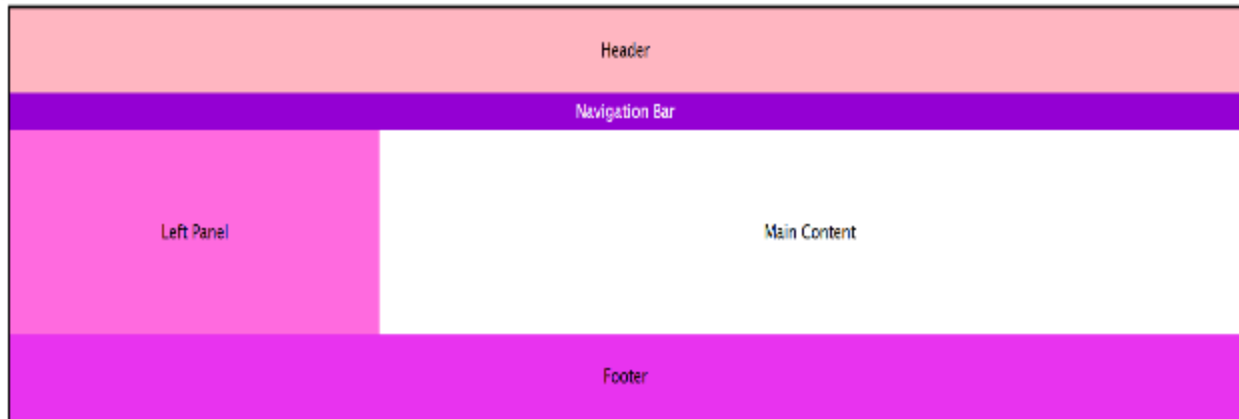 Header
Navigation Bar
Left Panel
Main Content
Footer